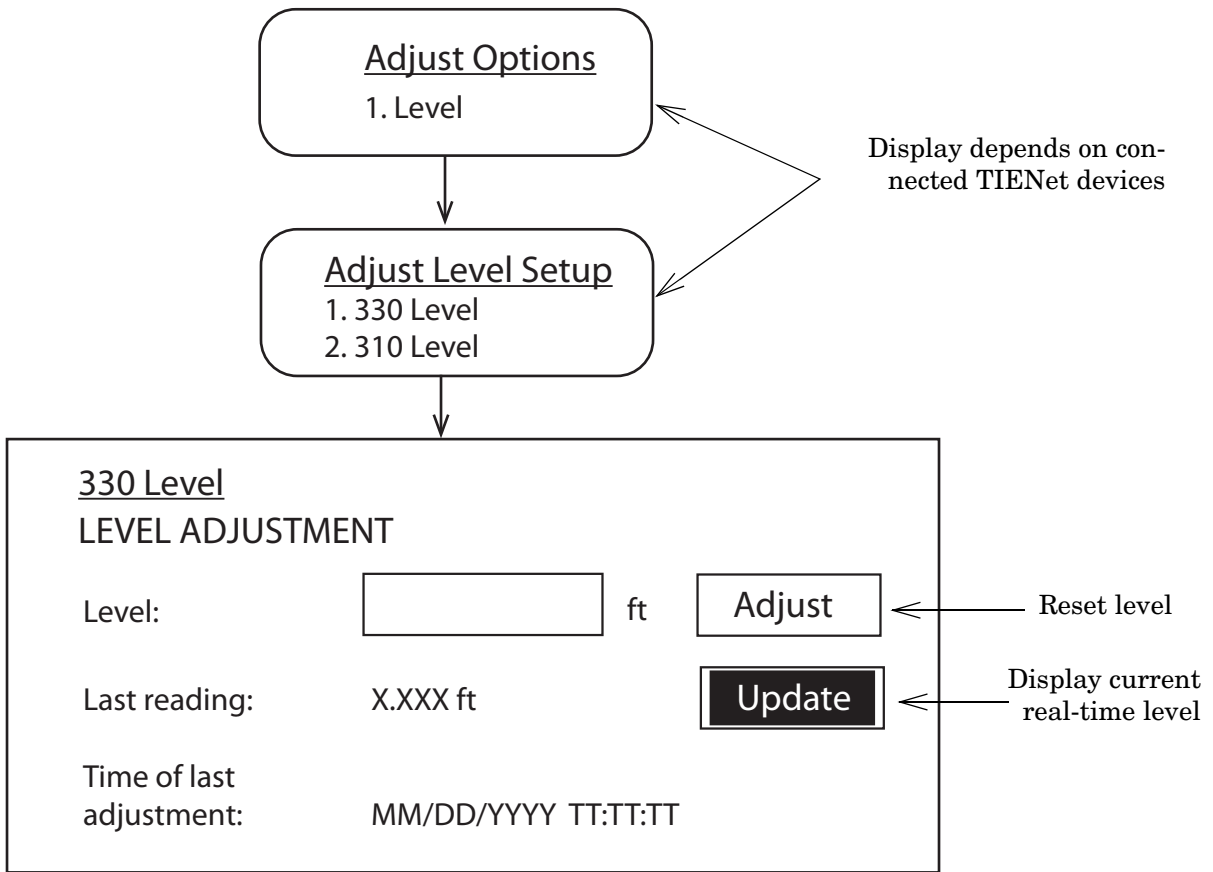 Adjust Options
1. Level
Display depends on con-
nected TIENet devices
Adjust Level Setup
1. 330 Level
2. 310 Level
330 Level
LEVEL ADJUSTMENT
Level: ft Adjust
Reset level
Last reading: X.XXX ft Update
Display current
real-time level
Time of last
adjustment: MM/DD/YYYY TT:TT:TT